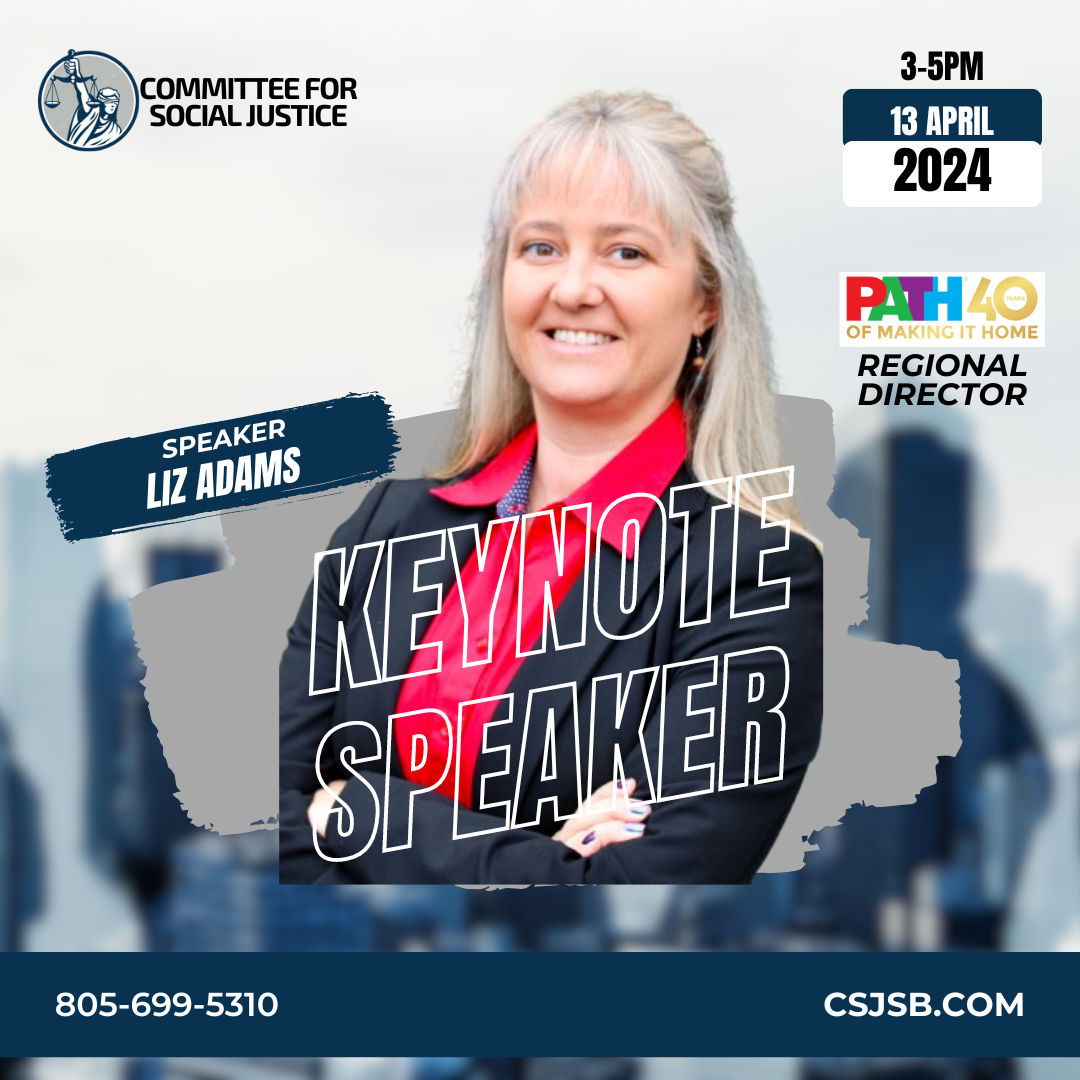 COMMITTEE FOR
SOCIAL JUSTICE
3-5PM
13 APRIL
2024
PATH 40
YEARS
OF MAKING IT HOME
REGIONAL
DIRECTOR
SPEAKER
LIZ ADAMS
KEYNOTE
SPEAKER
805-699-5310
CSJSB.COM